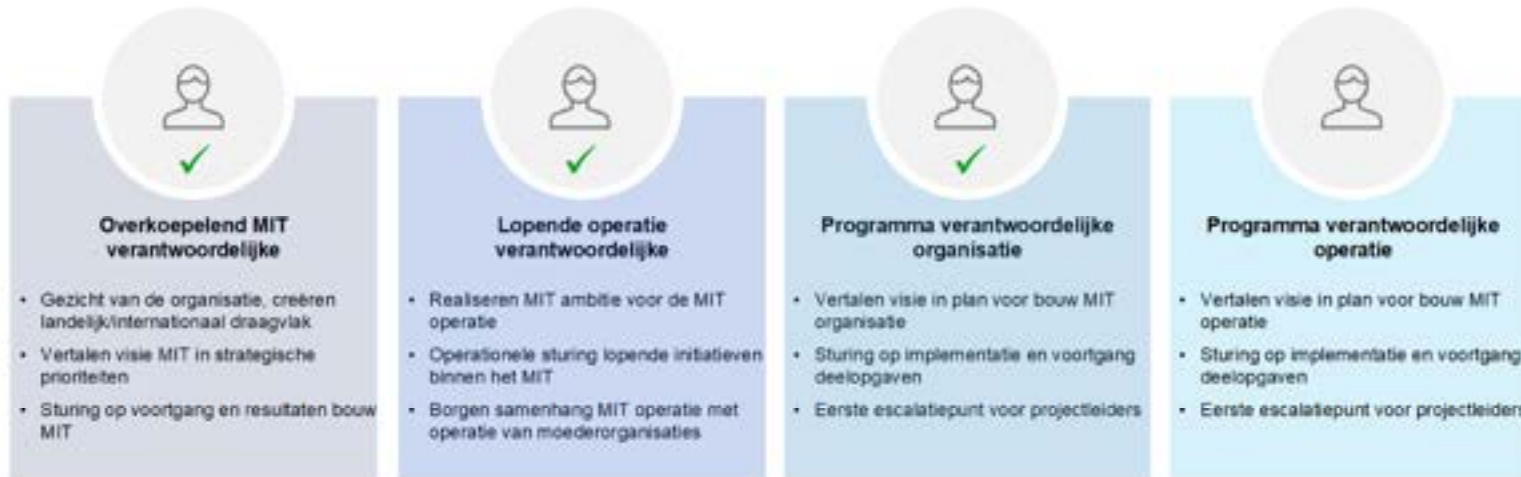 Overkoepelend MIT
verantwoordelijke
• Gezicht van de organisatie, creëren
landelijk/internationaal draagvlak
• Vertalen visie MIT in strategische
prioriteiten
• Sturing op voortgang en resultaten bouw
MIT
Lopende operatie
verantwoordelijke
• Realiseren MIT ambitie voor de MIT
operatie
• Operationele sturing lopende initiatieven
binnen het MIT
• Borgen samenhang MIT operatie met
operatie van moederorganisaties
Programma verantwoordelijke
organisatie
• Vertalen visie in plan voor bouw MIT
organisatie
• Sturing op implementatie en voortgang
deelopgaven
• Eerste escalatiepunt voor projectleiders
Programma verantwoordelijke
operatie
• Vertalen visie in plan voor bouw MIT
operatie
• Sturing op implementatie en voortgang
deelopgaven
• Eerste escalatiepunt voor projectleiders